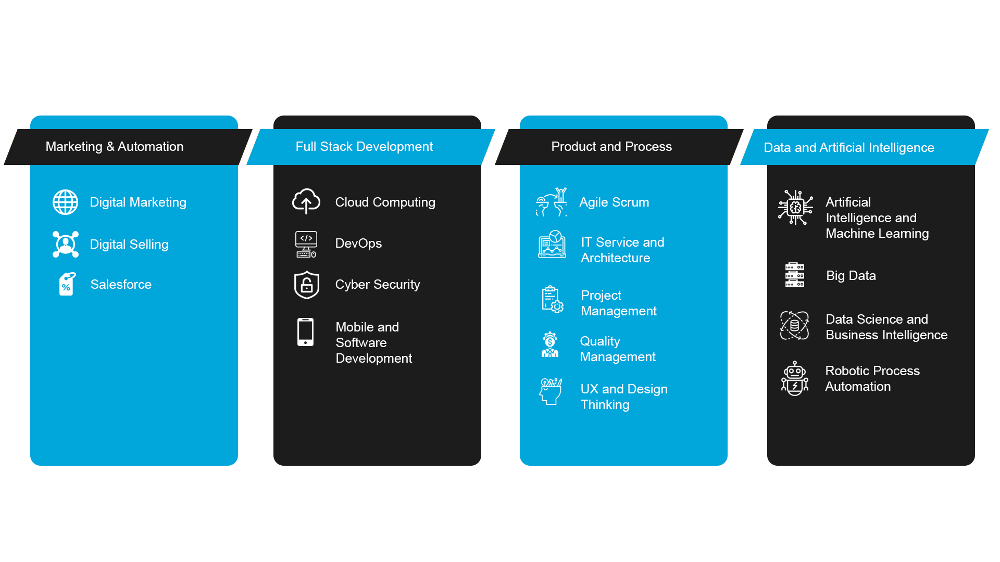 Marketing & Automation
Digital Marketing
Digital Selling
%
Salesforce
Full Stack Development
Cloud Computing
</>
DevOps
Cyber Security
Mobile and
Software
Development
Product and Process
Agile Scrum
IT Service and
Architecture
Project
Management
$
Quality
Management
UX and Design
Thinking
Data and Artificial Intelligence
Artificial
Intelligence and
Machine Learning
Big Data
Data Science and
Business Intelligence
Robotic Process
Automation